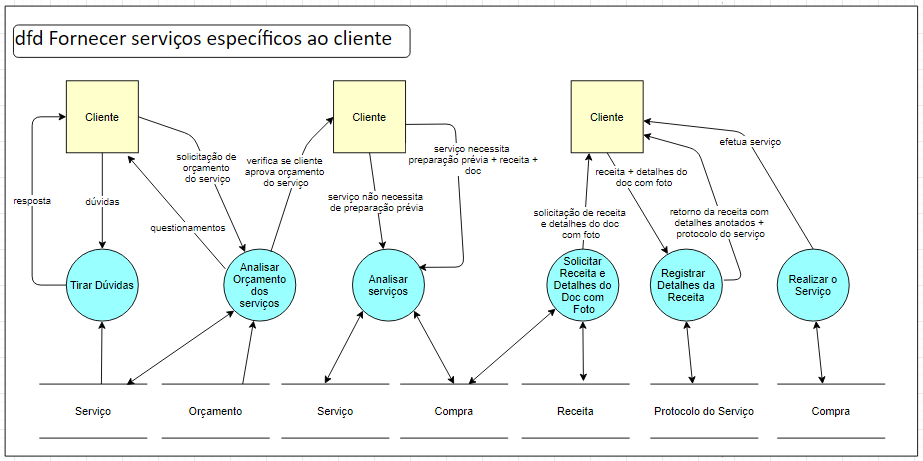 dfd Fornecer serviços específicos ao cliente
Cliente
Cliente
Cliente
resposta
dúvidas
solicitação de
orçamento
do serviço
questionamentos
verifica se cliente
aprova orçamento
do serviço
serviço não necessita
de preparação prévia
serviço necessita
preparação prévia + receita +
doc
solicitação de receita
e detalhes do doc
com foto
receita + detalhes do
doc com foto
retorno da receita com
detalhes anotados +
protocolo do serviço
efetua serviço
Tirar Dúvidas
Analisar
Orçamento
dos
serviços
Analisar
serviços
Solicitar
Receita e
Detalhes do
Doc com
Foto
Registrar
Detalhes da
Receita
Realizar o
Serviço
Serviço
Orçamento
Serviço
Compra
Receita
Protocolo do Serviço
Compra